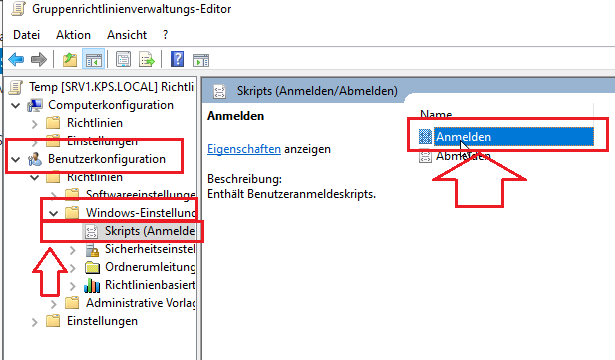 Gruppenrichtlinienverwaltungs-Editor
Datei Aktion Ansicht ?
Temp [SRV1.KPS.LOCAL] Richtli
Computerkonfiguration
Richtlinien
Einstellungen
Benutzerkonfiguration
Richtlinien
Softwareeinstellunge
Windows-Einstellung
Skripts (Anmelde
Sicherheitseinstel
Ordnerumleitung
Richtlinienbasiert
Administrative Vorlag
Einstellungen
Skripts (Anmelden/Abmelden)
Anmelden
Eigenschaften anzeigen
Beschreibung:
Enthält Benutzeranmeldeskripts.
Name
Anmelden
Abmelden